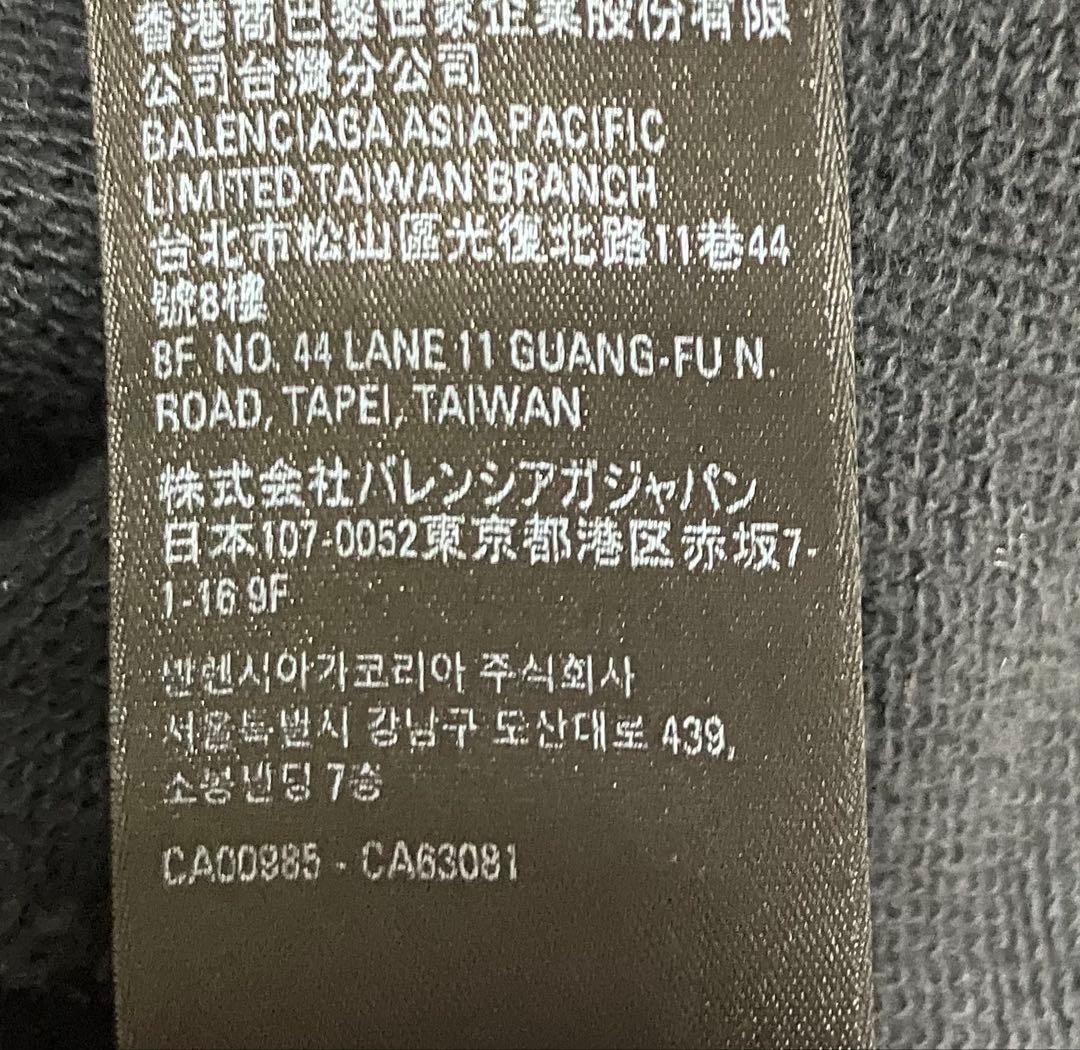 香港商巴黎世家企業股份有限
公司台灣分公司
BALENCIAGA ASIA PACIFIC
LIMITED TAIWAN BRANCH
台北市松山區光復北路11巷44
號8樓
8F NO. 44 LANE 11 GUANG-FU N.
ROAD, TAPEI, TAIWAN
株式会社バレンシアガジャパン
日本107-0052東京都港区赤坂7-
1-16 9F
발렌시아가코리아 주식회사
서울특별시 강남구 도산대로 439,
소봉빈딩 7층
CA00985 - CA63081